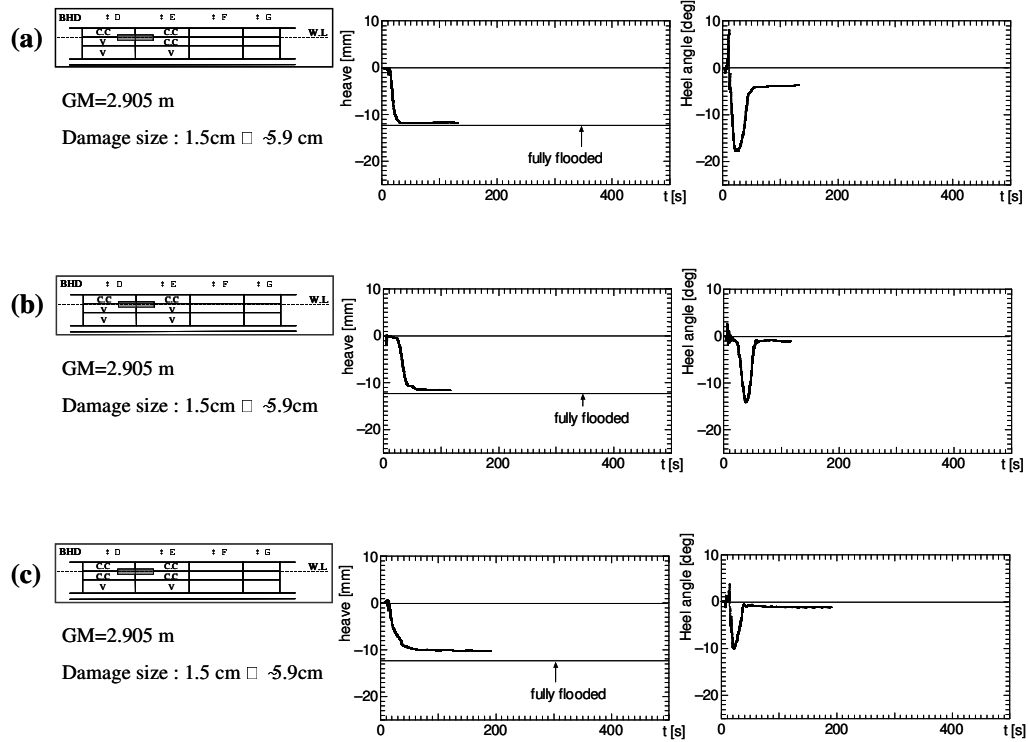 (a)
BHD ‡ D ‡ E ‡ F ‡ G
W.L
C.C C.C
V C.C
V V
GM=2.905 m
Damage size : 1.5cm □ ~5.9 cm
heave [mm]
10
0
−10
−20
fully flooded
0 200 400 t [s]
Heel angle [deg]
10
0
−10
−20
0 200 400 t [s]
(b)
BHD ‡ D ‡ E ‡ F ‡ G
W.L
C.C C.C
V V
V V
GM=2.905 m
Damage size : 1.5cm □ ~5.9cm
heave [mm]
10
0
−10
−20
fully flooded
0 200 400 t [s]
Heel angle [deg]
10
0
−10
−20
0 200 400 t [s]
(c)
BHD ‡ D ‡ E ‡ F ‡ G
W.L
C.C C.C
C.C C.C
V V
GM=2.905 m
Damage size : 1.5 cm □ ~5.9cm
heave [mm]
10
0
−10
−20
fully flooded
0 200 400 t [s]
Heel angle [deg]
10
0
−10
−20
0 200 400 t [s]